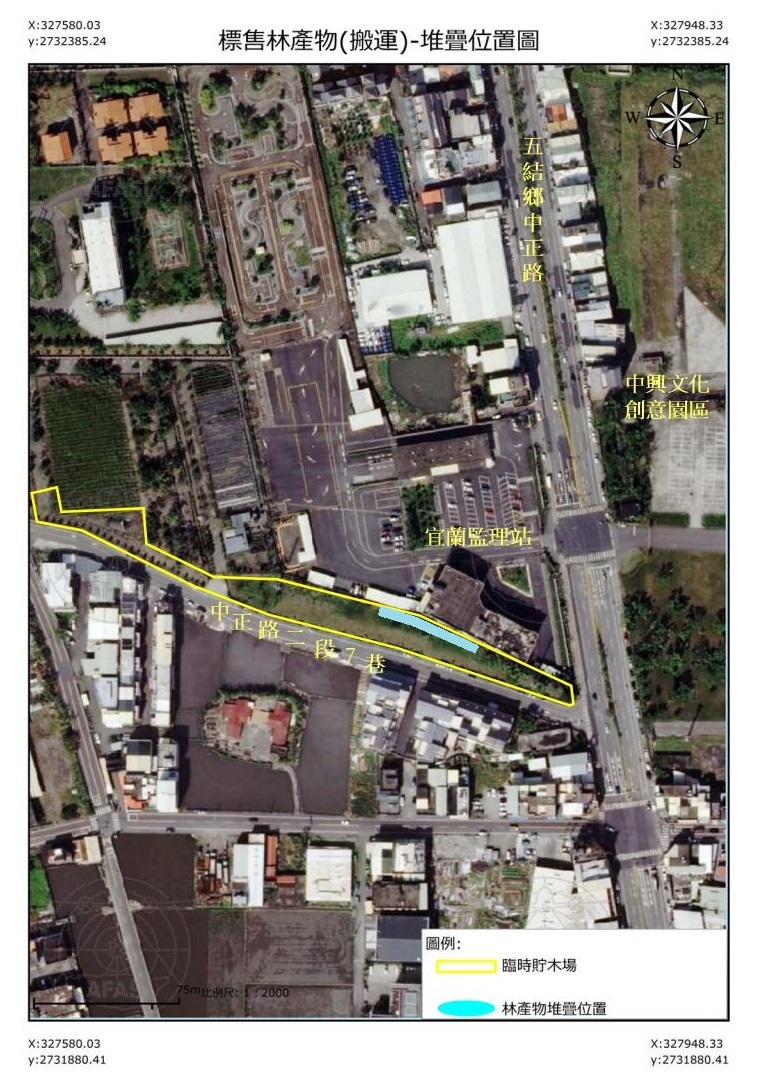 X:327580.03
y:2732385.24
標售林產物(搬運)-堆疊位置圖
X:327948.33
y:2732385.24
N
W
E
S
五結鄉中正路
中興文化
創意園區
宜蘭監理站
中正路二段7巷
圖例:
臨時貯木場
林產物堆疊位置
75m比例尺: 1 : 2000
X:327580.03
y:2731880.41
X:327948.33
y:2731880.41